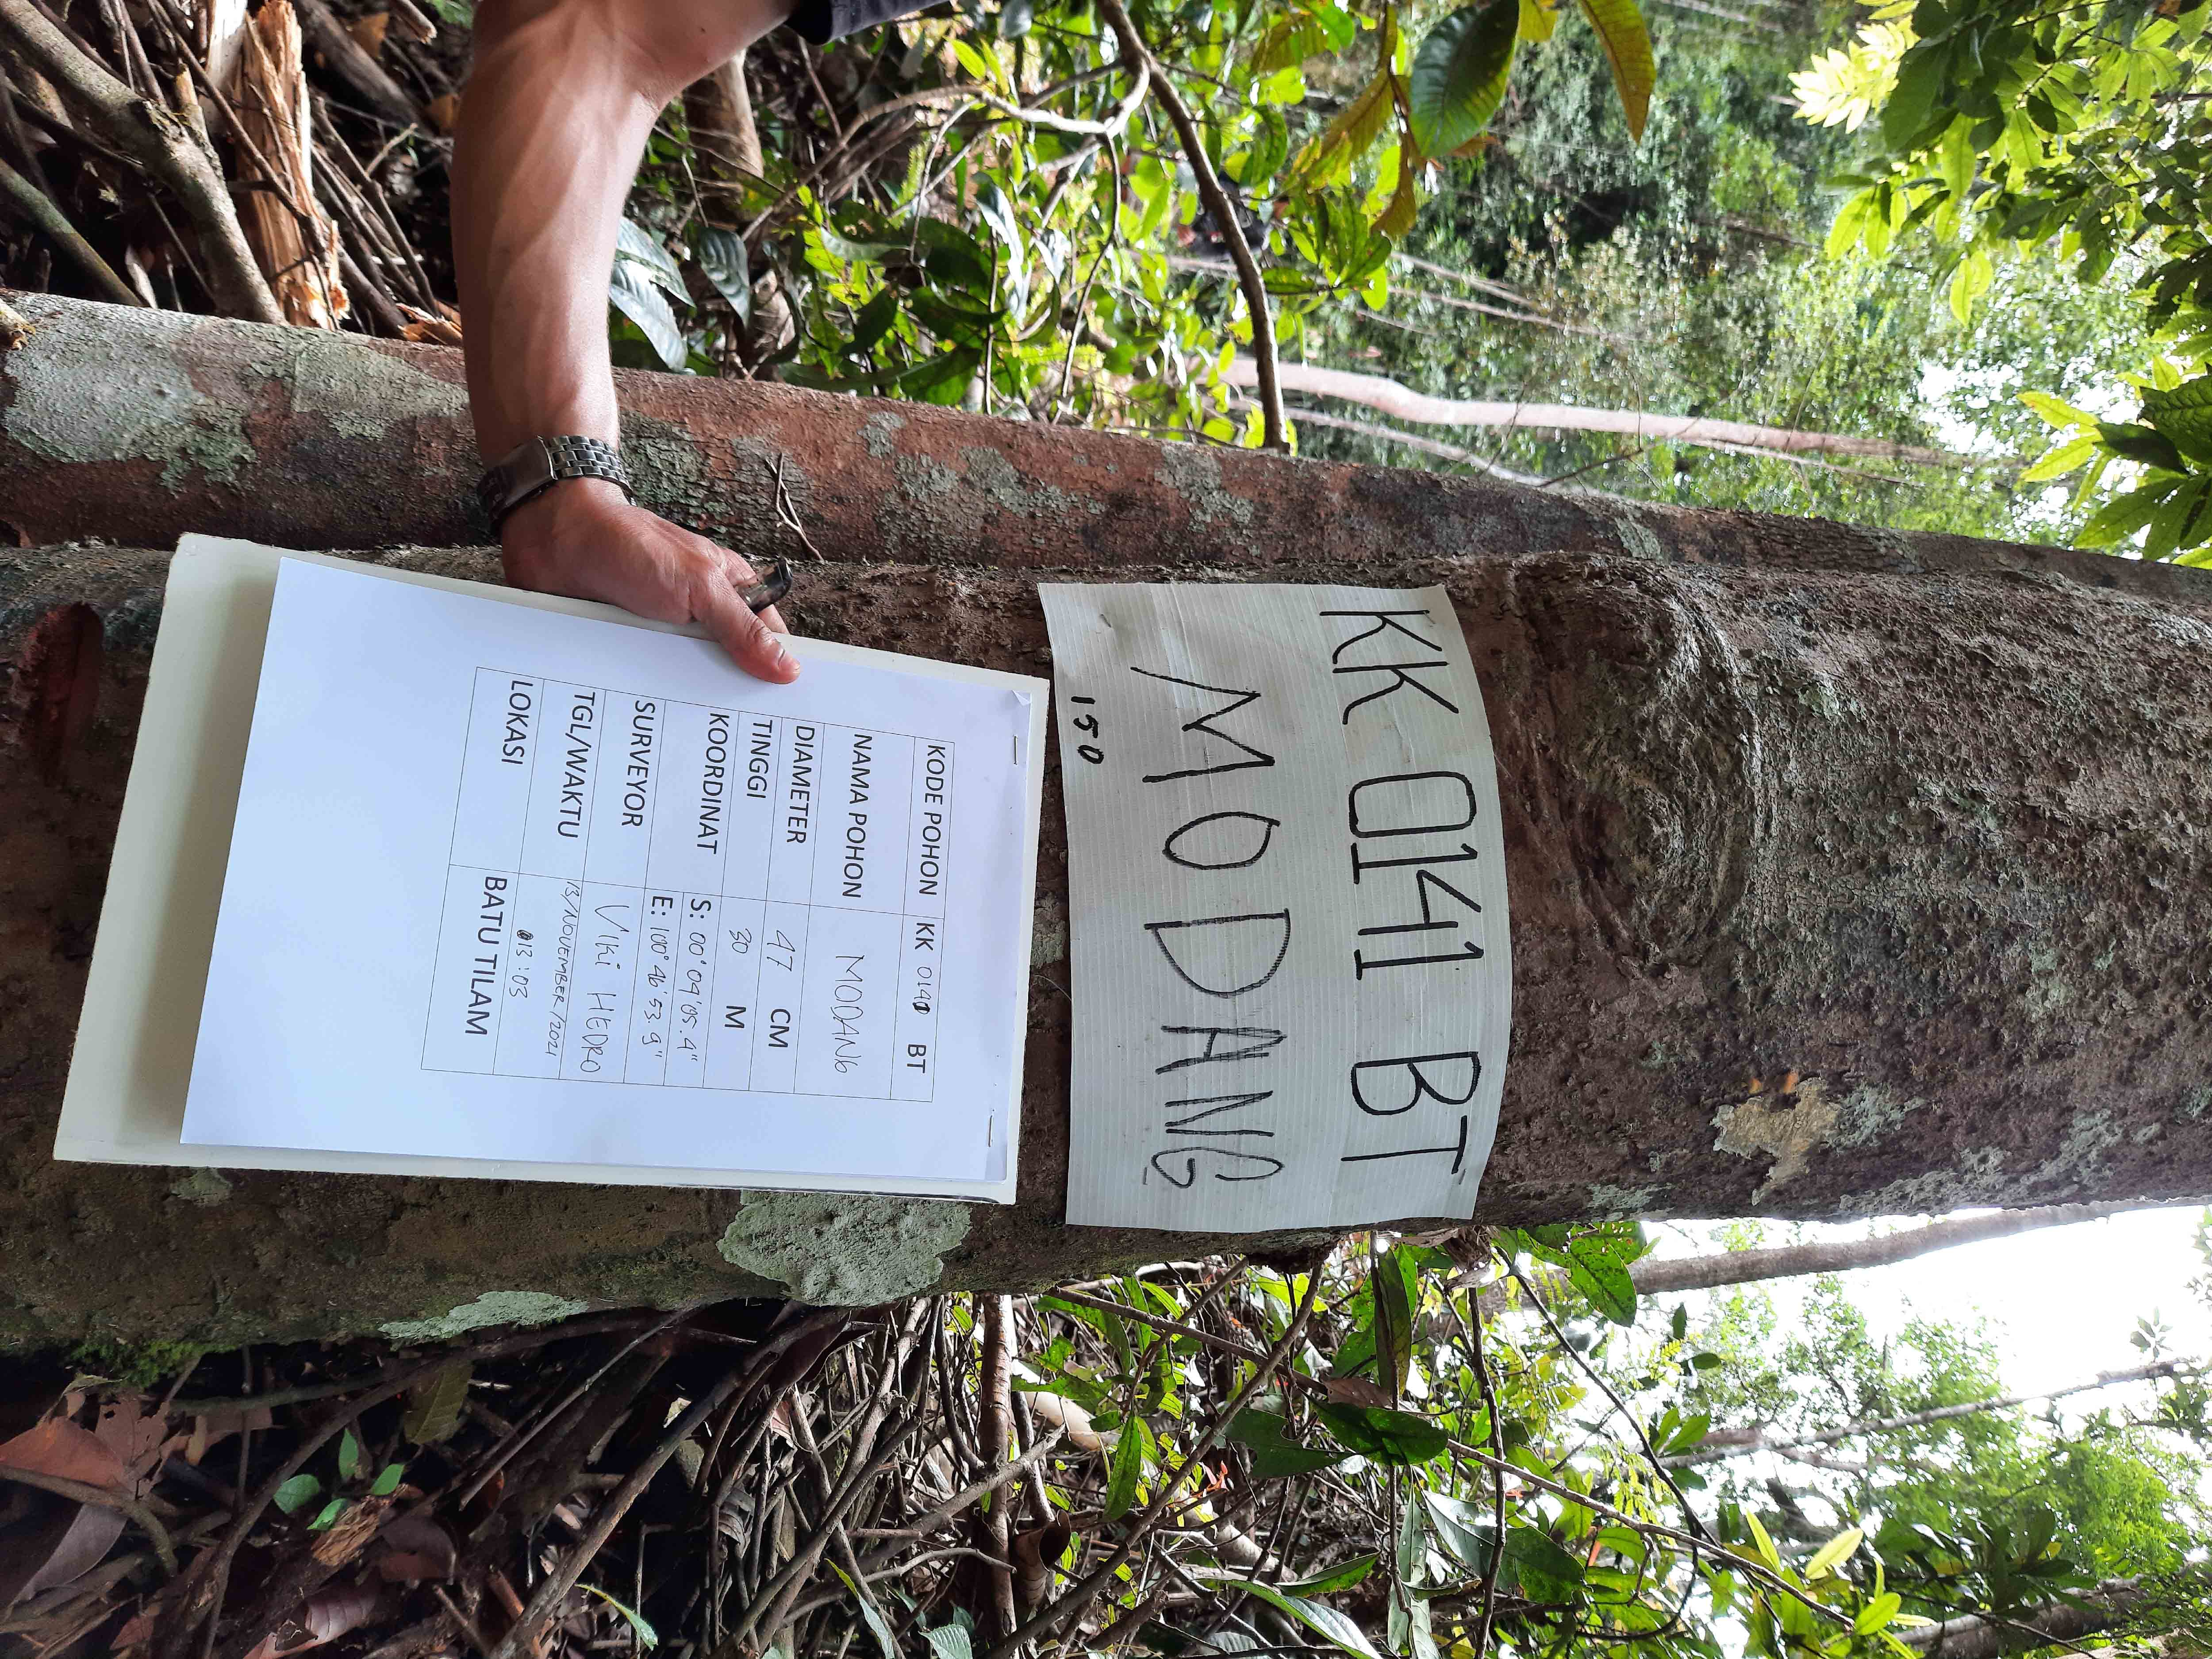 KK 0141 BT
MODANG
150
KODE POHON KK 0141 BT
NAMA POHON MODANG
DIAMETER 47 CM
TINGGI 30 M
KOORDINAT S: 00° 04' 05.4"
E: 100° 46' 53.9"
SURVEYOR Viki HEDRO
TGL/WAKTU 13/NOVEMBER/2021
13:03
LOKASI BATU TILAM